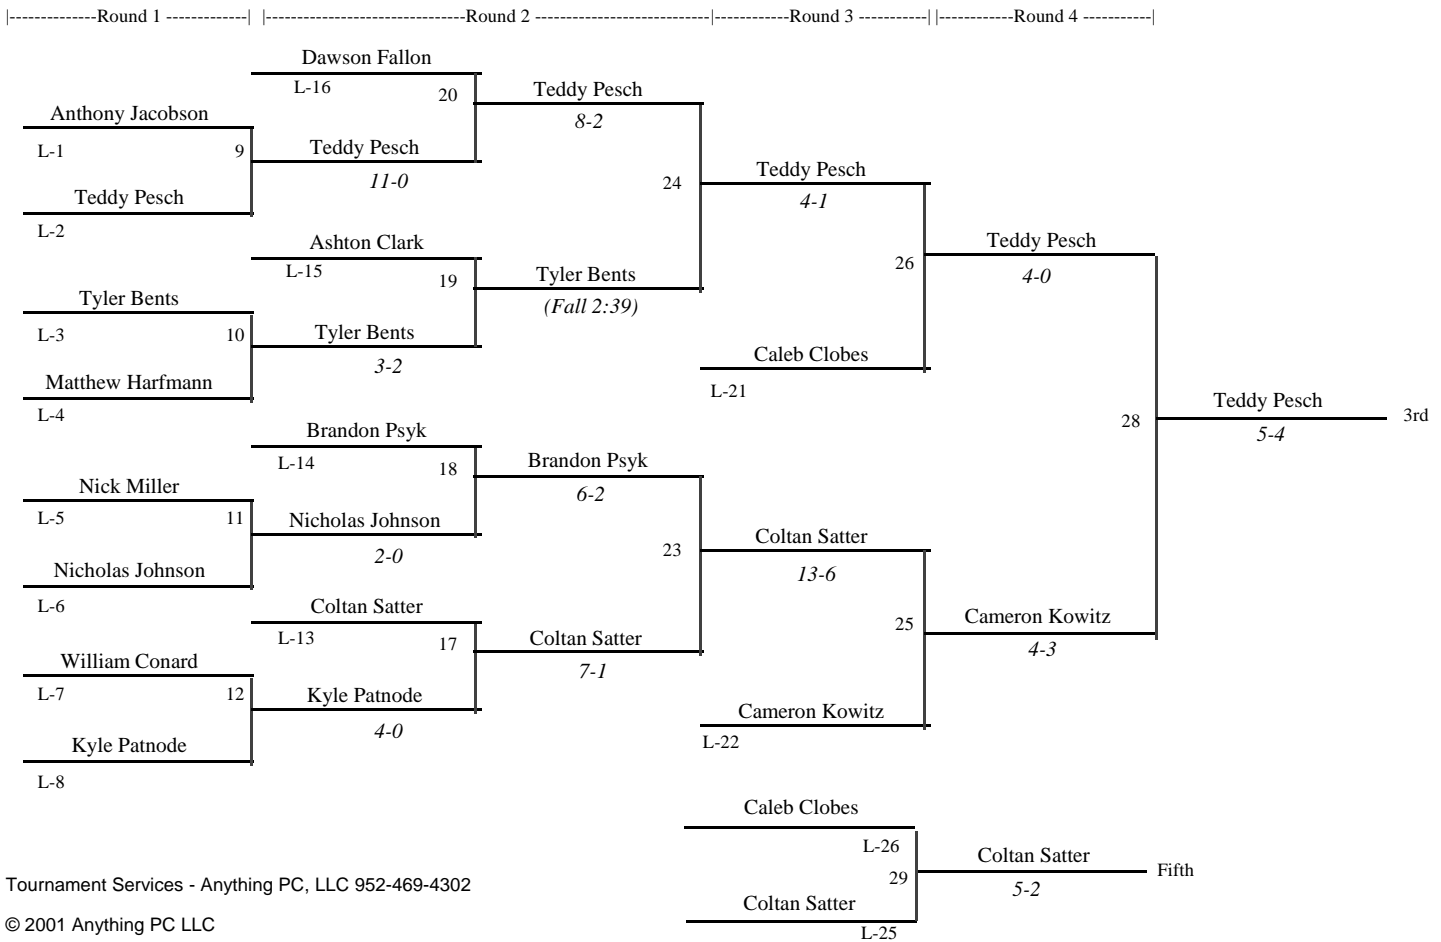 |--------------Round 1 -------------| |--------------------------------Round 2 ----------------------------|------------Round 3 -----------| |------------Round 4 -----------|
Dawson Fallon
L-16
20
Teddy Pesch
8-2
Anthony Jacobson
L-1
9
Teddy Pesch
11-0
Teddy Pesch
L-2
24
Teddy Pesch
4-1
Ashton Clark
L-15
19
Tyler Bents
(Fall 2:39)
Tyler Bents
L-3
10
Tyler Bents
3-2
Matthew Harfmann
L-4
26
Teddy Pesch
4-0
Caleb Clobes
L-21
28
Teddy Pesch
5-4
3rd
Brandon Psyk
L-14
18
Brandon Psyk
6-2
Nick Miller
L-5
11
Nicholas Johnson
2-0
Nicholas Johnson
L-6
23
Coltan Satter
13-6
Coltan Satter
L-13
17
Coltan Satter
7-1
William Conard
L-7
12
Kyle Patnode
4-0
Kyle Patnode
L-8
25
Cameron Kowitz
4-3
Cameron Kowitz
L-22
Caleb Clobes
L-26
29
Coltan Satter
5-2
Fifth
Coltan Satter
L-25
Tournament Services - Anything PC, LLC 952-469-4302
© 2001 Anything PC LLC